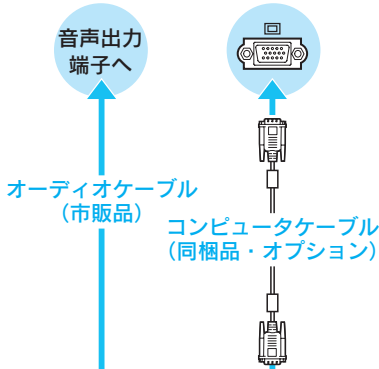 音声出力
端子へ
オーディオケーブル
（市販品）
コンピュータケーブル
（同梱品・オプション）